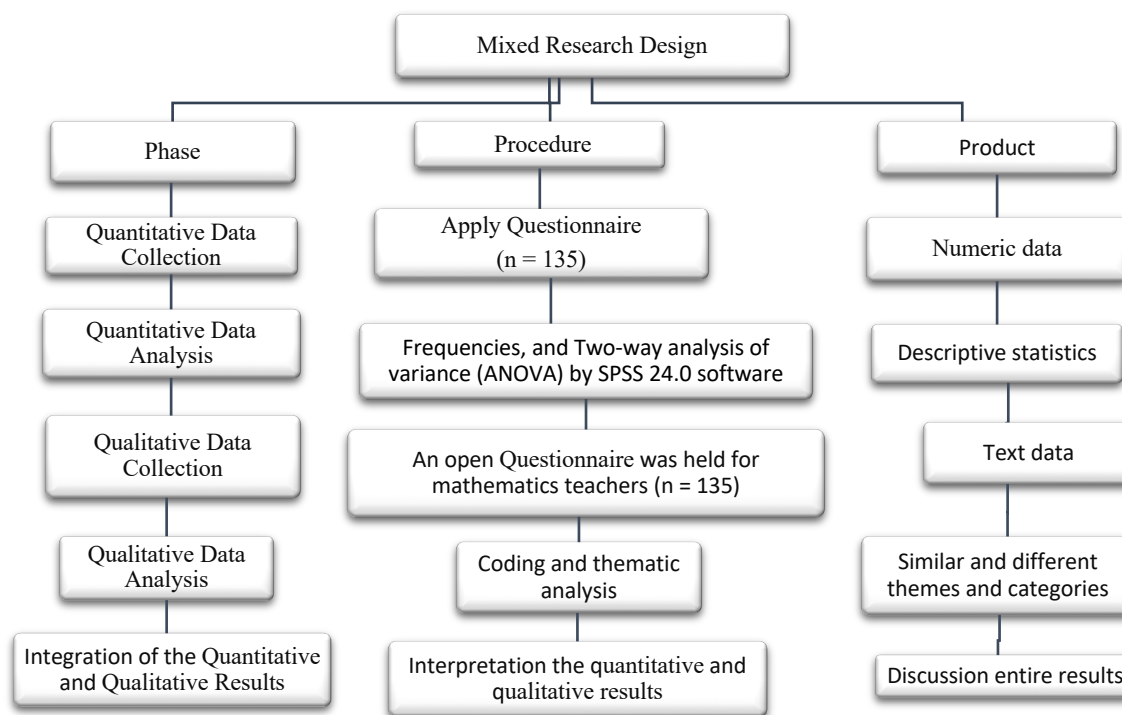 Mixed Research Design
Phase
Procedure
Product
Quantitative Data
Collection
Apply Questionnaire
(n = 135)
Numeric data
Quantitative Data
Analysis
Frequencies, and Two-way analysis of
variance (ANOVA) by SPSS 24.0 software
Descriptive statistics
Qualitative Data
Collection
An open Questionnaire was held for
mathematics teachers (n = 135)
Text data
Qualitative Data
Analysis
Coding and thematic
analysis
Similar and different
themes and categories
Integration of the Quantitative
and Qualitative Results
Interpretation the quantitative and
qualitative results
Discussion entire results